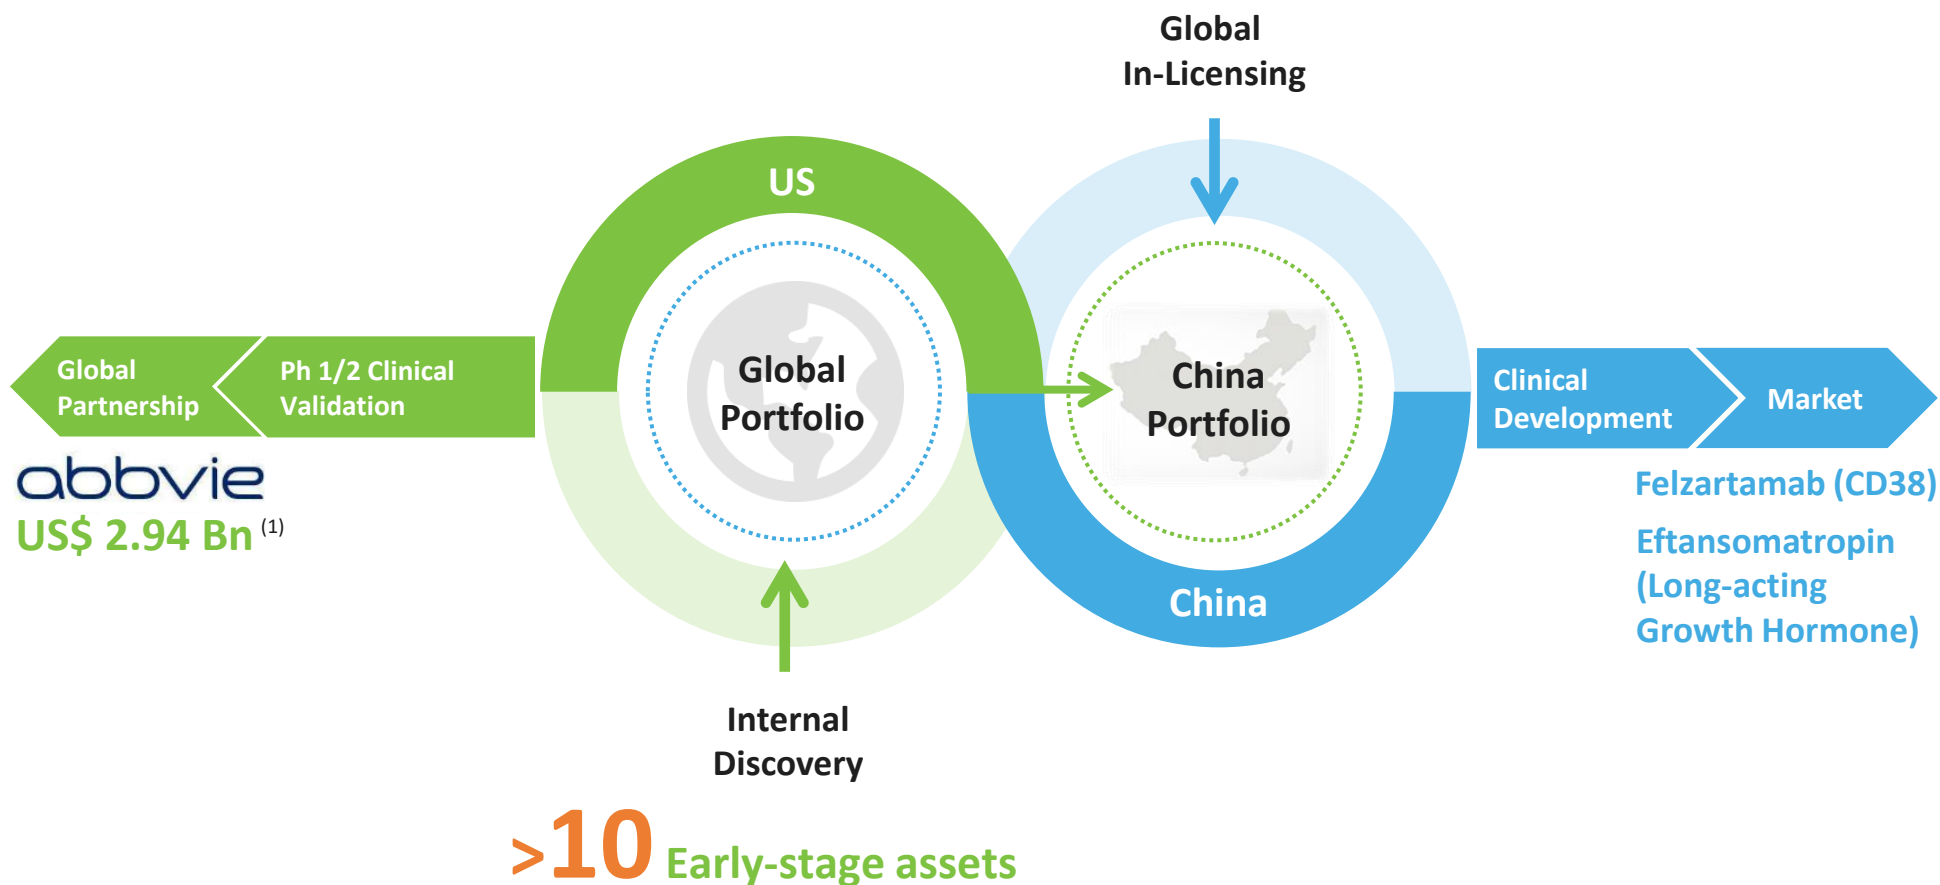 Global
In-Licensing
US
Global
Partnership
Ph 1/2 Clinical
Validation
Global
Portfolio
China
Portfolio
Clinical
Development
Market
abbvie
US$ 2.94 Bn (1)
Felzartamab (CD38)
Eftansomatropin
(Long-acting
Growth Hormone)
China
Internal
Discovery
>10 Early-stage assets